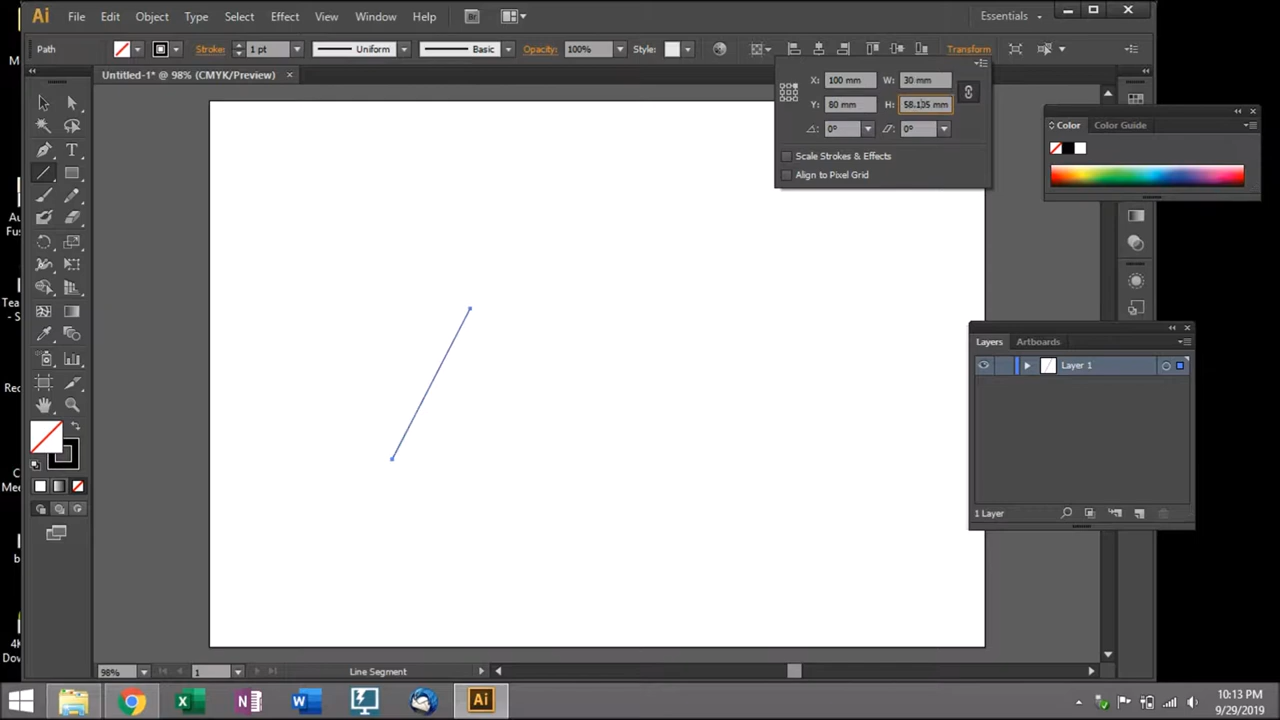 Ai File Edit Object Type Select Effect View Window Help Br Essentials
Path Stroke: 1 pt Uniform Basic Opacity: 100% Style: Transform
Untitled-1* @ 98% (CMYK/Preview) ×
X: 100 mm W: 30 mm
Y: 80 mm H: 58.105 mm
0° 0°
Scale Strokes & Effects
Align to Pixel Grid
Color Color Guide
Layers Artboards
Layer 1
1 Layer
98% 1 Line Segment
Ai
10:13 PM
9/29/2019